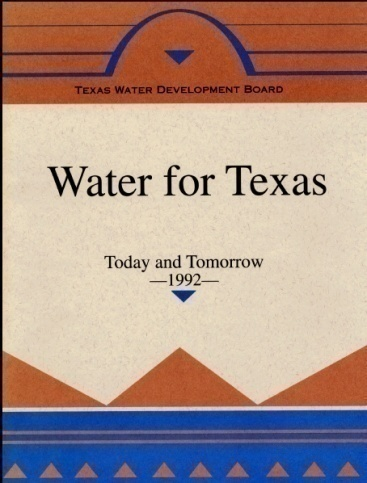 TEXAS WATER DEVELOPMENT BOARD
Water for Texas
Today and Tomorrow
—1992—